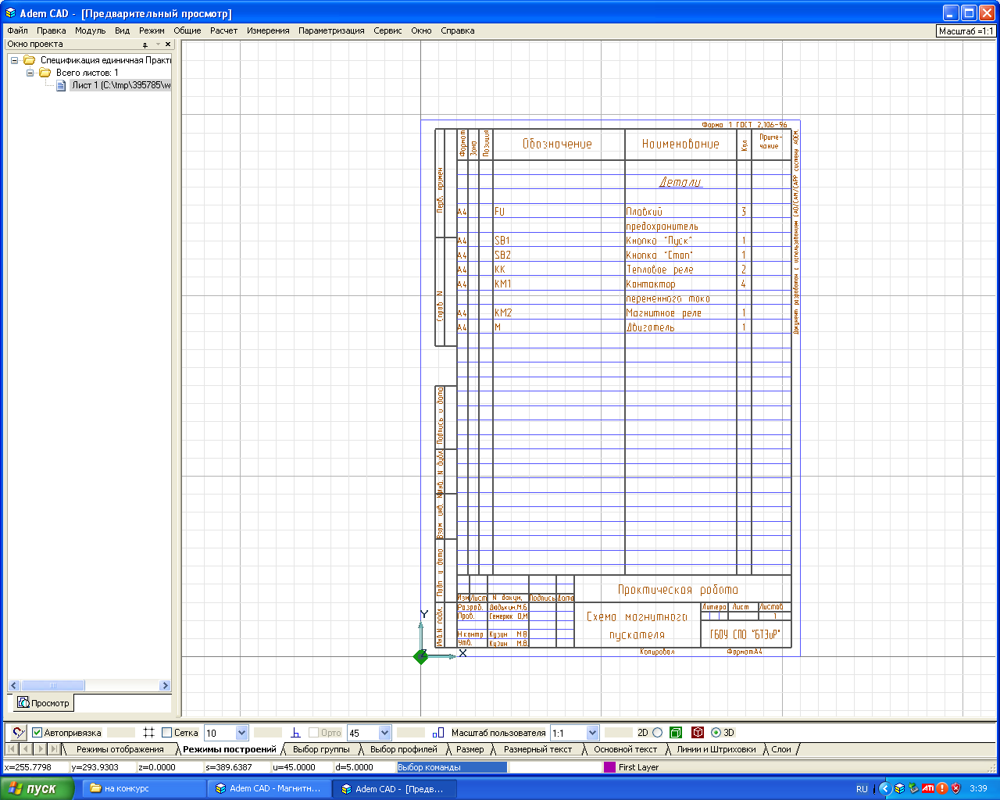 Adem CAD - [Предварительный просмотр]
Файл Правка Модуль Вид Режим Общие Расчет Измерения Параметризация Сервис Окно Справка
Масштаб =1:1
Окно проекта
Спецификация единичная Практ
Всего листов: 1
Лист 1 (C:\tmp\395785\w
Просмотр
Форма 1 ГОСТ 2,106-96
Формат Зона Позиция Обозначение Наименование Кол Приме-
чание
Детали
А4 FU Плавкий 3
предохранитель
А4 SB1 Кнопка "Пуск" 1
А4 SB2 Кнопка "Стоп" 1
А4 КК Тепловое реле 2
А4 КМ1 Контактор 4
переменного тока
А4 КМ2 Магнитное реле 1
А4 М Двигатель 1
Перв. примен
Справ N
Подпись и дата
Инв. N дубл.
Взам инв. N
Подп и дата
Инв.N подл.
Документ разработан с использованием CAD/CAM/CAPP системы ADEM.
Практическая работа
Изм Лист N докум. Подпись Дата
Разраб.
Пров. Семерюк О,М
Н контр Кузин М В
Утв. Кузин М.В.
Схема магнитного
пускателя
Литера Лист Листов
1
ГБОУ СПО "БТЭиР"
Копировал ФорматА4
Y
Z
X
Автопривязка Сетка 10 Орто 45 Масштаб пользователя 1:1 2D 3D
Режимы отображения Режимы построений Выбор группы Выбор профилей Размер Размерный текст Основной текст Линии и Штриховки Слои
x=255.7798 y=293.9303 z=0.0000 s=389.6387 u=45.0000 d=5.0000 Выбор команды First Layer
пуск на конкурс Adem CAD - Магнитн... Adem CAD - [Предв... RU ATI 3:39